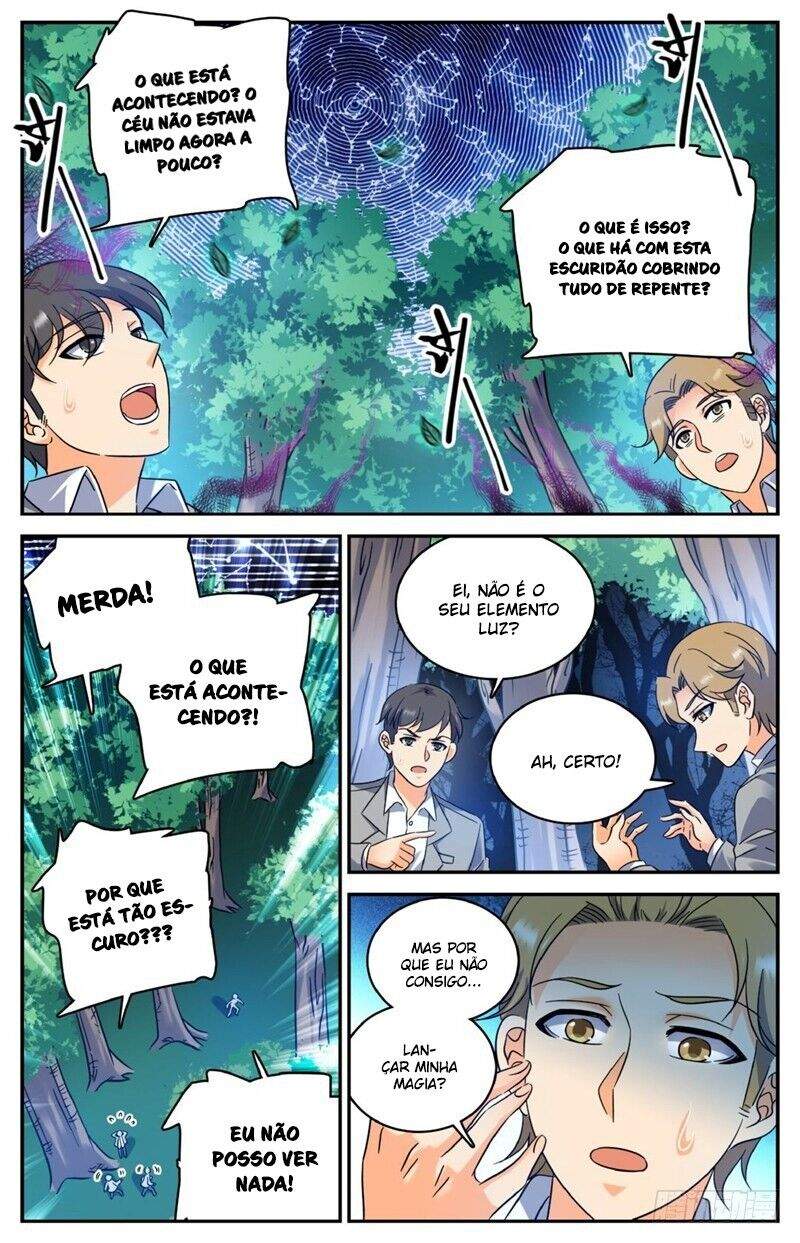 O QUE ESTÁ
ACONTECENDO? O
CÉU NÃO ESTAVA
LIMPO AGORA A
POUCO?
O QUE É ISSO?
O QUE HÁ COM ESTA
ESCURIDÃO COBRINDO
TUDO DE REPENTE?
MERDA!
O QUE
ESTÁ ACONTE-
CENDO?!
POR QUE
ESTÁ TÃO ES-
CURO???
EU NÃO
POSSO VER
NADA!
EI, NÃO É O
SEU ELEMENTO
LUZ?
AH, CERTO!
MAS POR
QUE EU NÃO
CONSIGO...
LAN-
ÇAR MINHA
MAGIA?